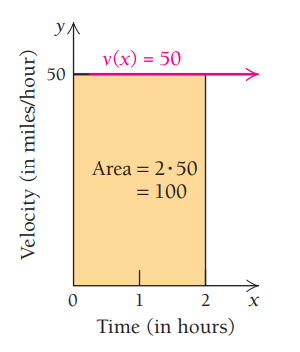 y
v(x) = 50
50
Velocity (in miles/hour)
Area = 2·50
= 100
0 1 2 x
Time (in hours)